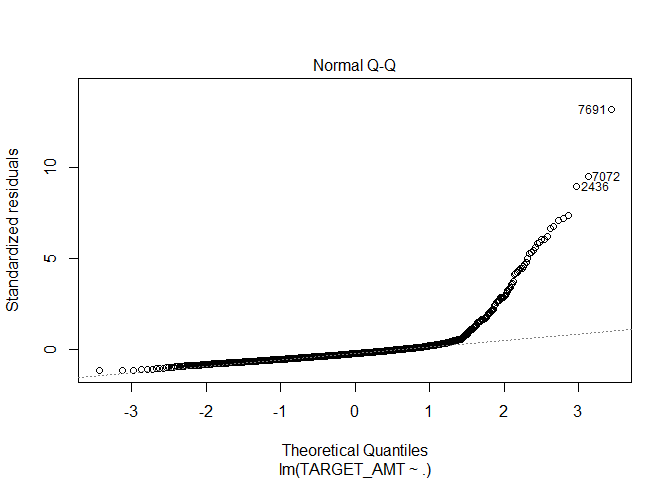 Normal Q-Q
7691
7072
2436
10
5
0
Standardized residuals
-3 -2 -1 0 1 2 3
Theoretical Quantiles
lm(TARGET_AMT ~ .)